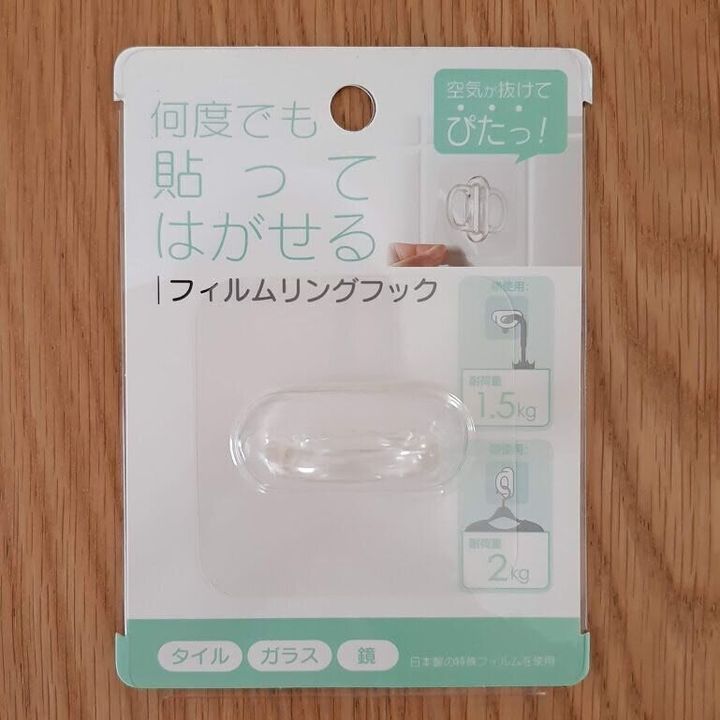 空気が抜けて
ぴたっ!
何度でも
貼って
はがせる
フィルムリングフック
耐荷量
1.5kg
耐荷量
2kg
タイル
ガラス
鏡
日本製の特殊フィルムを使用